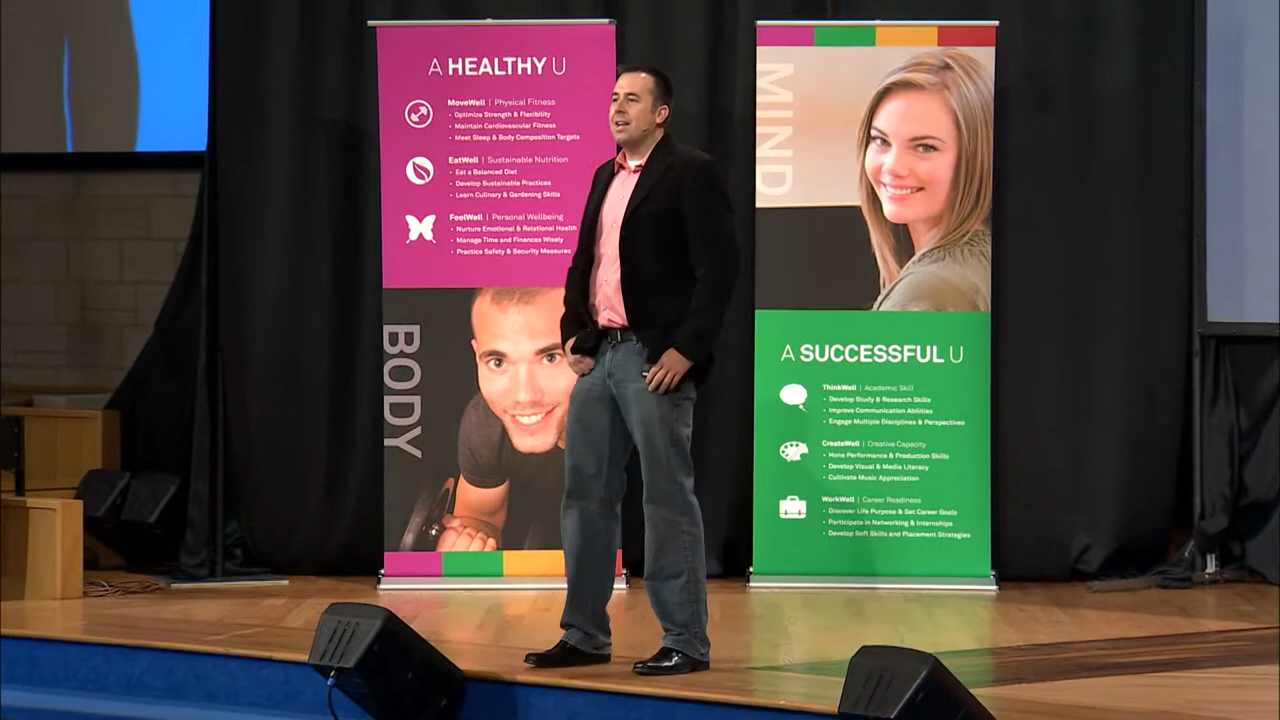 A HEALTHY U
MoveWell | Physical Fitness
• Optimize Strength & Flexibility
• Maintain Cardiovascular Fitness
• Meet Sleep & Body Composition Targets
EatWell | Sustainable Nutrition
• Eat a Balanced Diet
• Develop Sustainable Practices
• Learn Culinary & Gardening Skills
FeelWell | Personal Wellbeing
• Nurture Emotional & Relational Health
• Manage Time and Finances Wisely
• Practice Safety & Security Measures
BODY
MIND
A SUCCESSFUL U
ThinkWell | Academic Skill
• Develop Study & Research Skills
• Improve Communication Abilities
• Engage Multiple Disciplines & Perspectives
CreateWell | Creative Capacity
• Hone Performance & Production Skills
• Develop Visual & Media Literacy
• Cultivate Music Appreciation
WorkWell | Career Readiness
• Discover Life Purpose & Set Career Goals
• Participate in Networking & Internships
• Develop Soft Skills and Placement Strategies